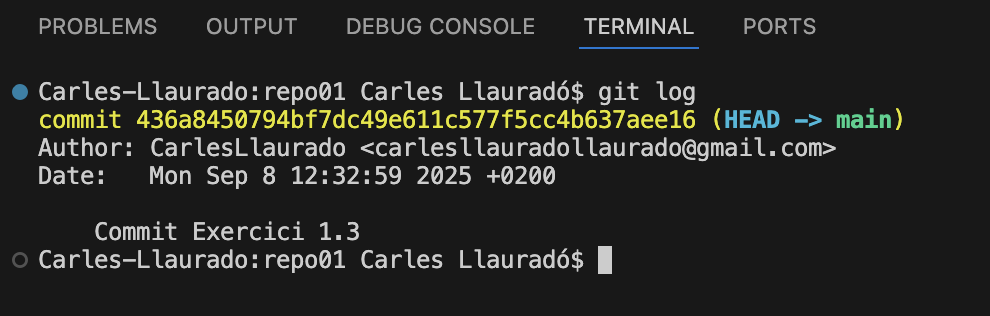 PROBLEMS OUTPUT DEBUG CONSOLE TERMINAL PORTS
Carles-Llaurado:repo01 Carles Llauradó$ git log
commit 436a8450794bf7dc49e611c577f5cc4b637aee16 (HEAD -> main)
Author: CarlesLlaurado <carlesllauradollaurado@gmail.com>
Date:   Mon Sep 8 12:32:59 2025 +0200
    Commit Exercici 1.3
Carles-Llaurado:repo01 Carles Llauradó$